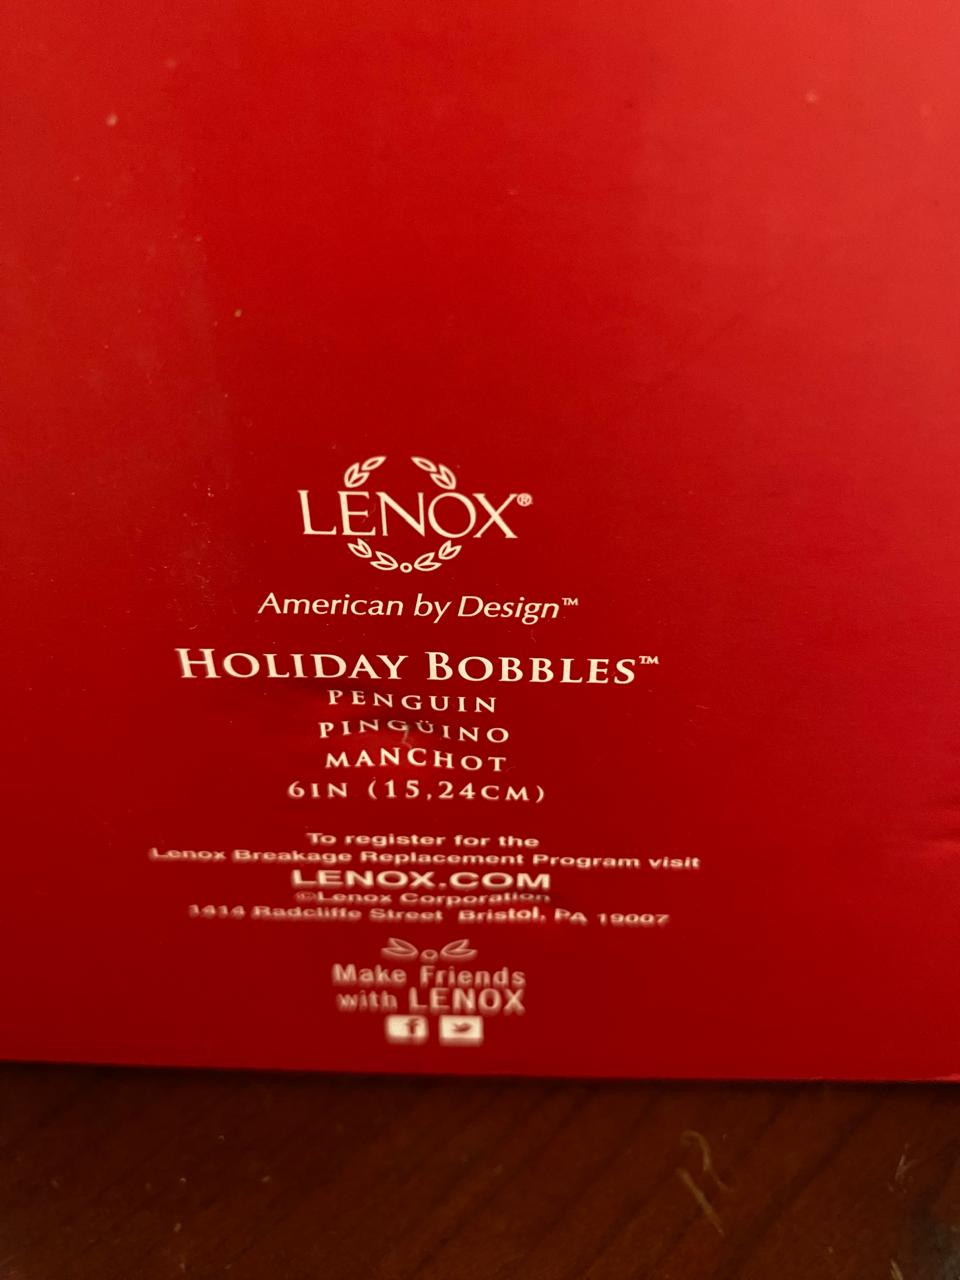 LENOX®
American by Design™
HOLIDAY BOBBLES™
PENGUIN
PINGÜINO
MANCHOT
6IN (15,24CM)
To register for the
Lenox Breakage Replacement Program visit
LENOX.COM
©Lenox Corporation
1414 Radcliffe Street Bristol, PA 19007
Make Friends
with LENOX
f